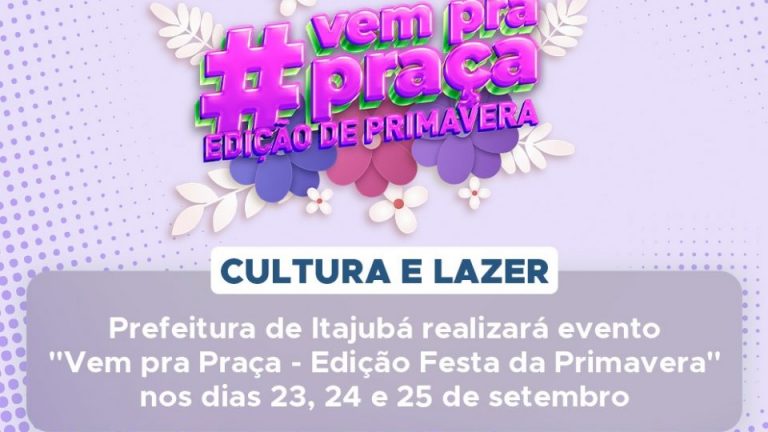 #vem pra
praça
EDIÇÃO DE PRIMAVERA
CULTURA E LAZER
Prefeitura de Itajubá realizará evento
"Vem pra Praça - Edição Festa da Primavera"
nos dias 23, 24 e 25 de setembro